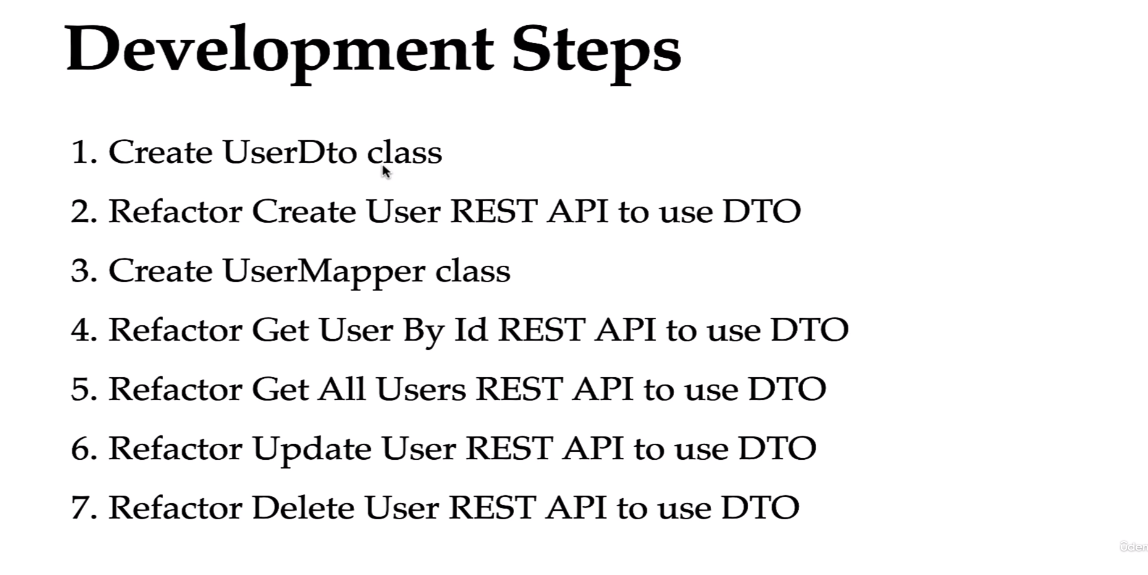 Development Steps
1. Create UserDto class
2. Refactor Create User REST API to use DTO
3. Create UserMapper class
4. Refactor Get User By Id REST API to use DTO
5. Refactor Get All Users REST API to use DTO
6. Refactor Update User REST API to use DTO
7. Refactor Delete User REST API to use DTO